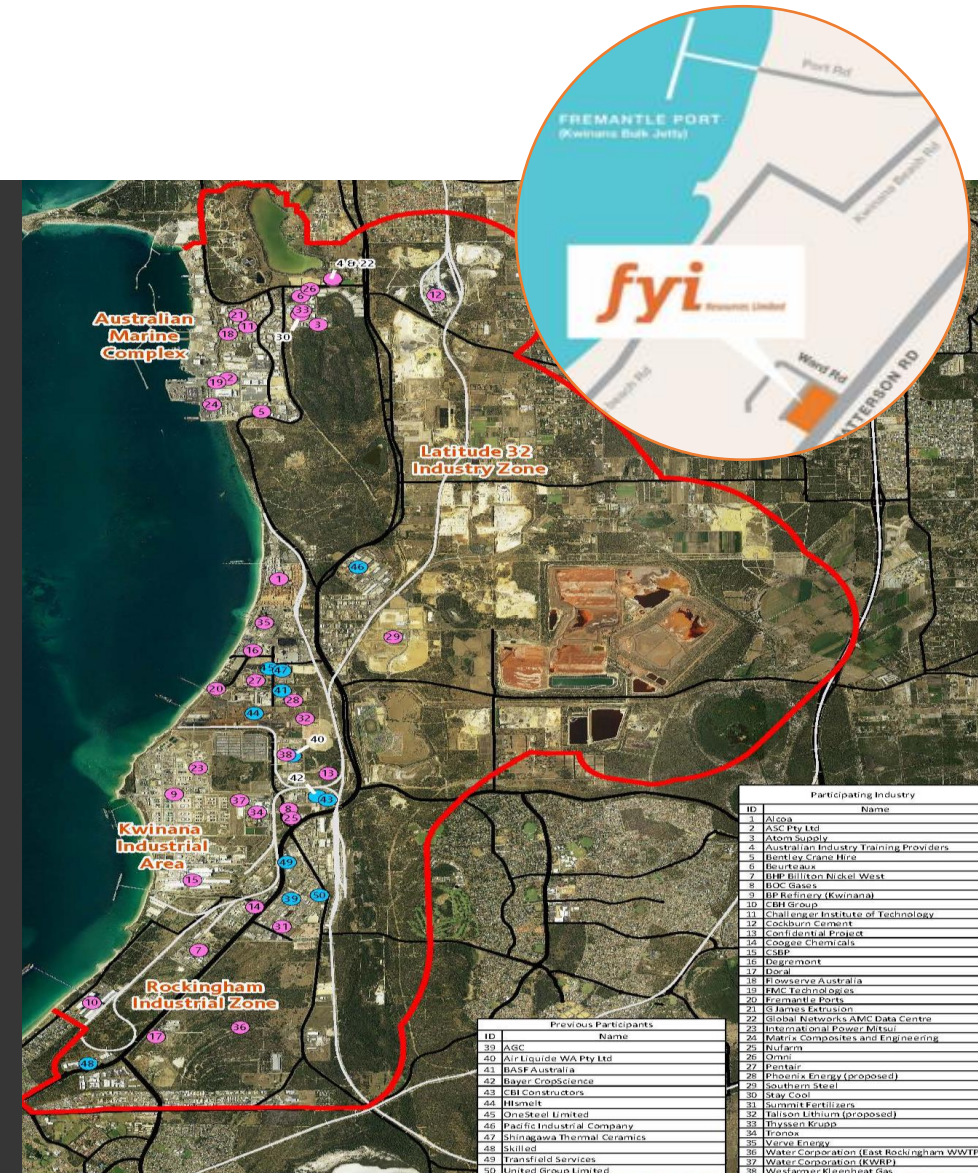 Port Rd
FREMANTLE PORT
(Kwinana Bulk Jetty)
Kwinana Beach Rd
fyi Resources Limited
Ward Rd
ATTERSON RD
beach Rd
4 & 22
26
6
33
30
3
12
21
11
18
Australian
Marine
Complex
19
2
24
5
Latitude 32
Industry Zone
46
1
35
29
16
47
27
41
20
28
44
32
40
38
23
13
42
9
37
43
8
34
25
Kwinana
Industrial
Area
49
15
39
50
14
31
7
Rockingham
Industrial Zone
10
36
17
48
Participating Industry
ID Name
1 Alcoa
2 ASC Pty Ltd
3 Atom Supply
4 Australian Industry Training Providers
5 Bentley Crane Hire
6 Beurteaux
7 BHP Billiton Nickel West
8 BOC Gases
9 BP Refinery (Kwinana)
10 CBH Group
11 Challenger Institute of Technology
12 Cockburn Cement
13 Confidential Project
14 Coogee Chemicals
15 CSBP
16 Degremont
17 Doral
18 Flowserve Australia
19 FMC Technologies
20 Fremantle Ports
21 G James Extrusion
22 Global Networks AMC Data Centre
23 International Power Mitsui
24 Matrix Composites and Engineering
25 Nufarm
26 Omni
27 Pentair
28 Phoenix Energy (proposed)
29 Southern Steel
30 Stay Cool
31 Summit Fertilizers
32 Talison Lithium (proposed)
33 Thyssen Krupp
34 Tronox
35 Verve Energy
36 Water Corporation (East Rockingham WWTP
37 Water Corporation (KWRP)
38 Wesfarmer Kleenheat Gas
Previous Participants
ID Name
39 AGC
40 Air Liquide WA Pty Ltd
41 BASF Australia
42 Bayer CropScience
43 CBI Constructors
44 HIsmelt
45 OneSteel Limited
46 Pacific Industrial Company
47 Shinagawa Thermal Ceramics
48 Skilled
49 Transfield Services
50 United Group Limited